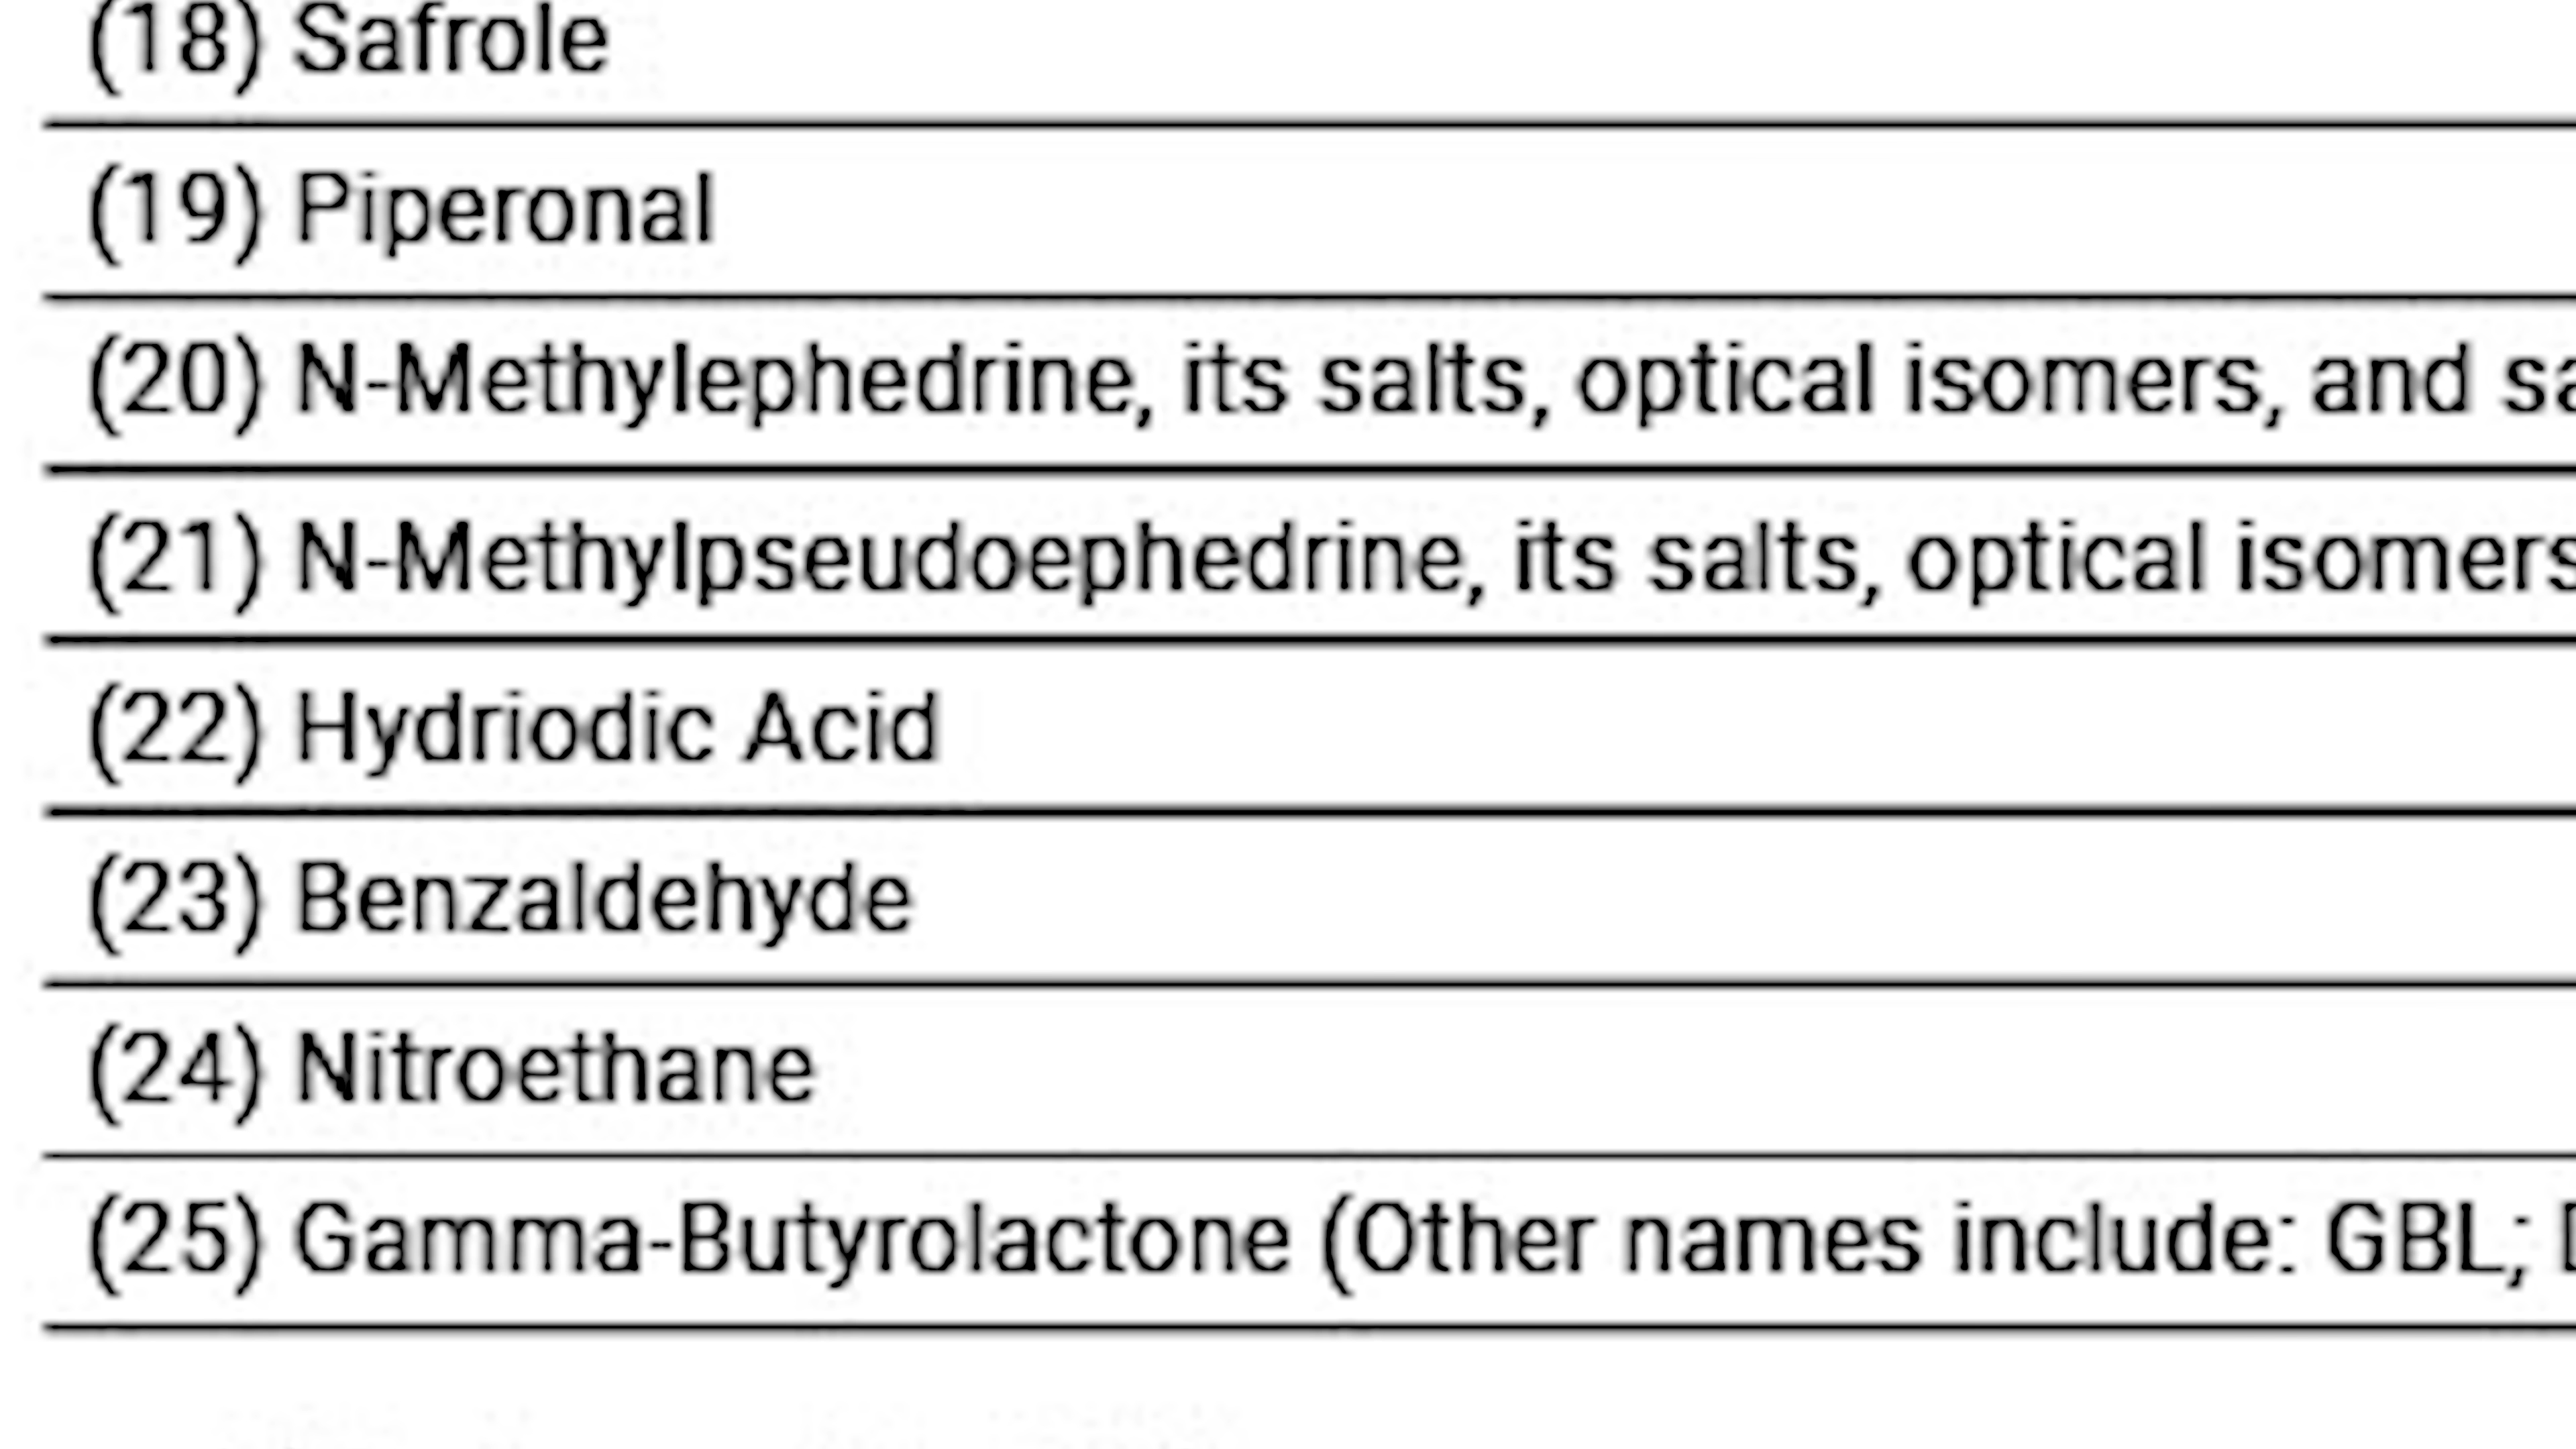 (18) Safrole
(19) Piperonal
(20) N-Methylephedrine, its salts, optical isomers, and
(21) N-Methylpseudoephedrine, its salts, optical isomers
(22) Hydriodic Acid
(23) Benzaldehyde
(24) Nitroethane
(25) Gamma-Butyrolactone (Other names include: GBL;